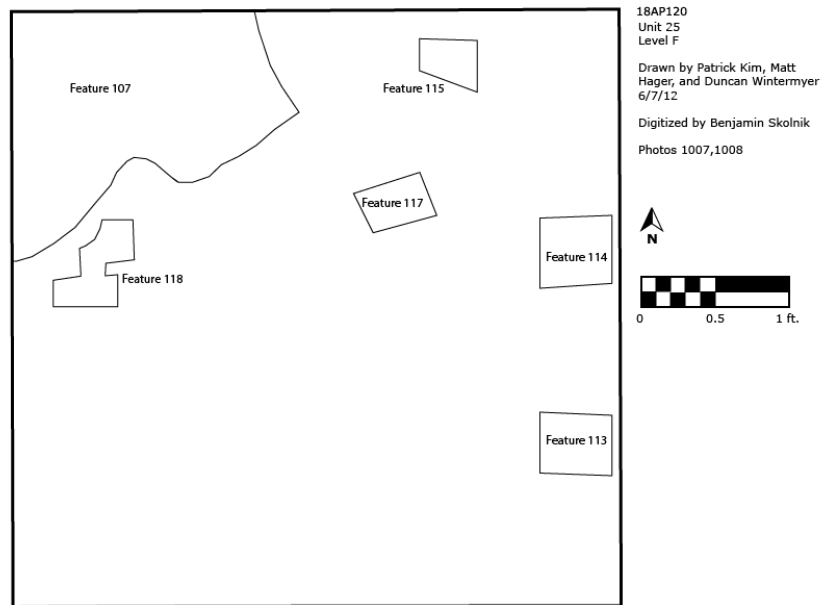 18AP120
Unit 25
Level F
Drawn by Patrick Kim, Matt
Hager, and Duncan Wintermyer
6/7/12
Digitized by Benjamin Skolnik
Photos 1007,1008
N
0 0.5 1 ft.
Feature 107
Feature 115
Feature 117
Feature 114
Feature 118
Feature 113